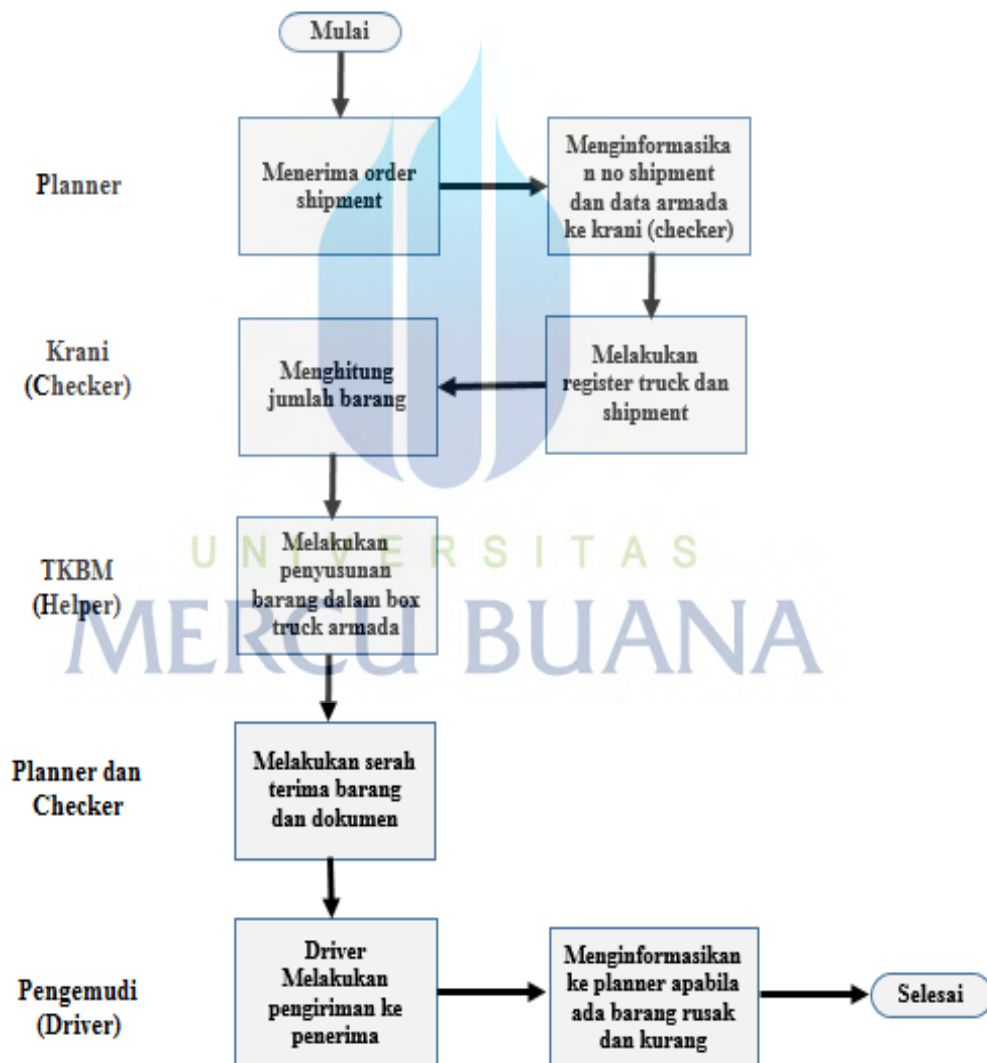 Mulai
Planner
Menerima order
shipment
Menginformasika
n no shipment
dan data armada
ke krani (checker)
Krani
(Checker)
Menghitung
jumlah barang
Melakukan
register truck dan
shipment
TKBM
(Helper)
Melakukan
penyusunan
barang dalam box
truck armada
UNIVERSITAS
MERCU BUANA
Planner dan
Checker
Melakukan serah
terima barang
dan dokumen
Pengemudi
(Driver)
Driver
Melakukan
pengiriman ke
penerima
Menginformasikan
ke planner apabila
ada barang rusak
dan kurang
Selesai